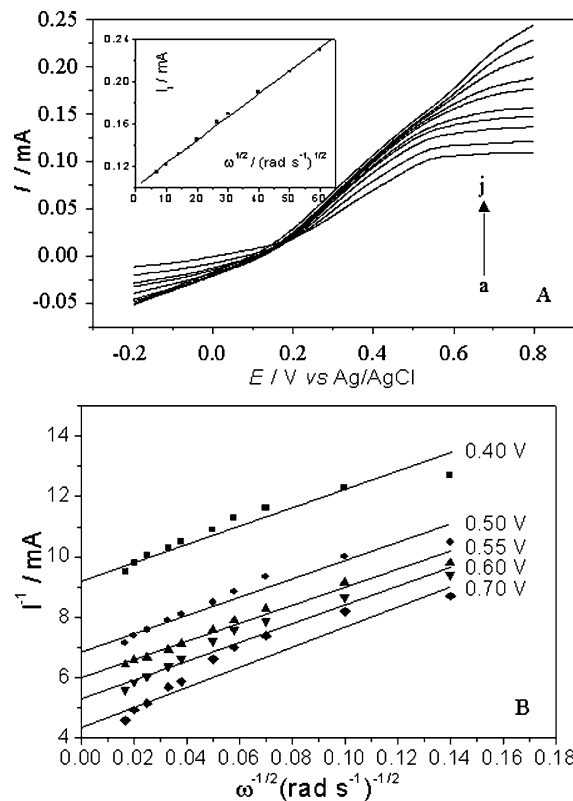 0.25
0.20
0.15
0.10
0.05
0.00
-0.05
I / mA
0.24
0.20
0.16
0.12
I_l / mA
ω^1/2 / (rad s^-1)^1/2
0 10 20 30 40 50 60
j
a
A
-0.2 0.0 0.2 0.4 0.6 0.8
E / V vs Ag/AgCl
14
12
10
8
6
4
I^-1 / mA
0.40 V
0.50 V
0.55 V
0.60 V
0.70 V
B
0.00 0.02 0.04 0.06 0.08 0.10 0.12 0.14 0.16 0.18
ω^-1/2 (rad s^-1)^-1/2